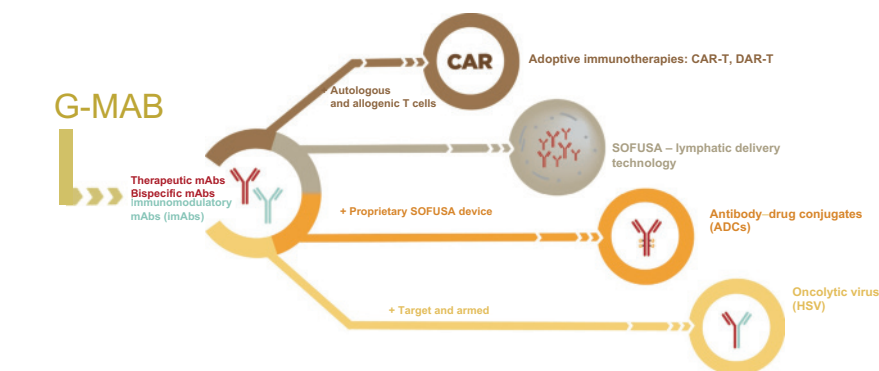 G-MAB
Therapeutic mAbs
Bispecific mAbs
Immunomodulatory
mAbs (imAbs)
+ Autologous
and allogenic T cells
CAR
Adoptive immunotherapies: CAR-T, DAR-T
SOFUSA – lymphatic delivery
technology
+ Proprietary SOFUSA device
Antibody–drug conjugates
(ADCs)
+ Target and armed
Oncolytic virus
(HSV)